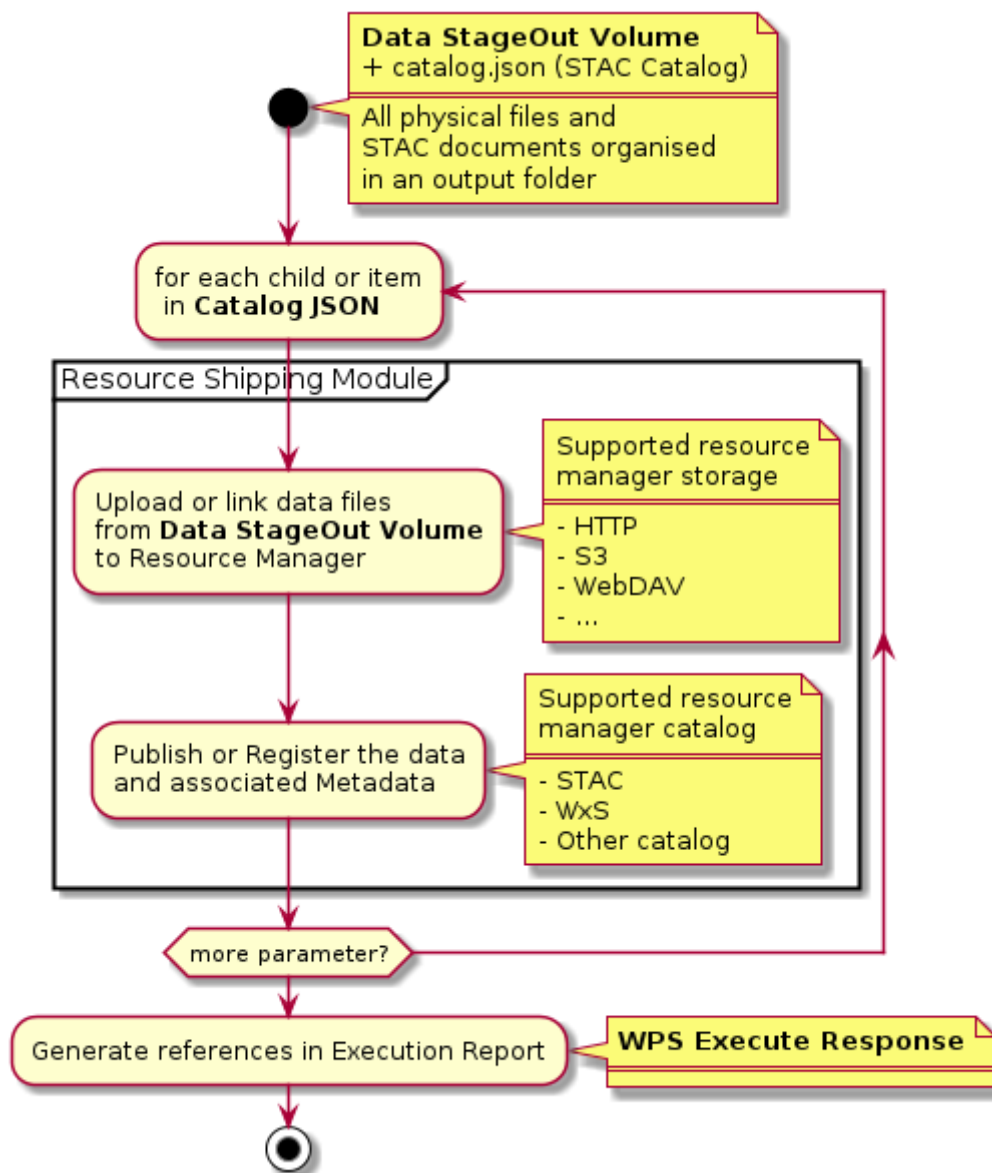 Data StageOut Volume
+ catalog.json (STAC Catalog)
All physical files and
STAC documents organised
in an output folder
for each child or item
in Catalog JSON
Resource Shipping Module
Supported resource
manager storage
- HTTP
- S3
- WebDAV
- ...
Upload or link data files
from Data StageOut Volume
to Resource Manager
Supported resource
manager catalog
- STAC
- WxS
- Other catalog
Publish or Register the data
and associated Metadata
more parameter?
Generate references in Execution Report
WPS Execute Response